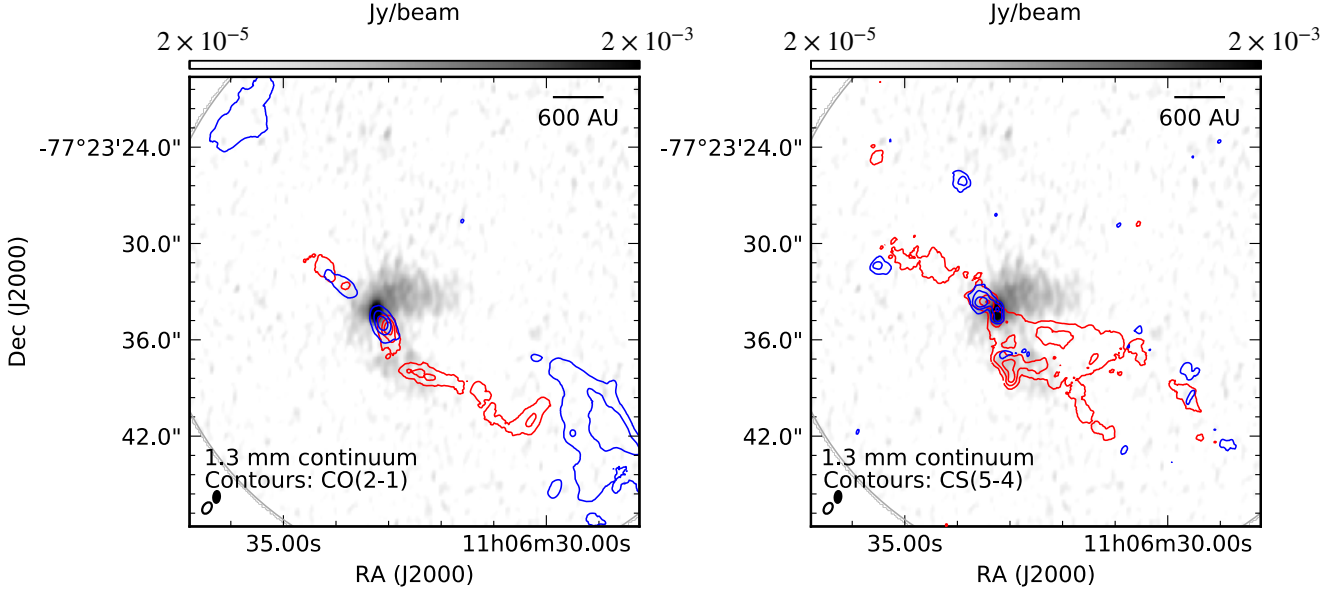 Jy/beam
2 × 10⁻⁵ 2 × 10⁻³
600 AU
-77°23'24.0"
30.0"
36.0"
42.0"
Dec (J2000)
1.3 mm continuum
Contours: CO(2-1)
35.00s 11h06m30.00s
RA (J2000)
Jy/beam
2 × 10⁻⁵ 2 × 10⁻³
600 AU
-77°23'24.0"
30.0"
36.0"
42.0"
1.3 mm continuum
Contours: CS(5-4)
35.00s 11h06m30.00s
RA (J2000)